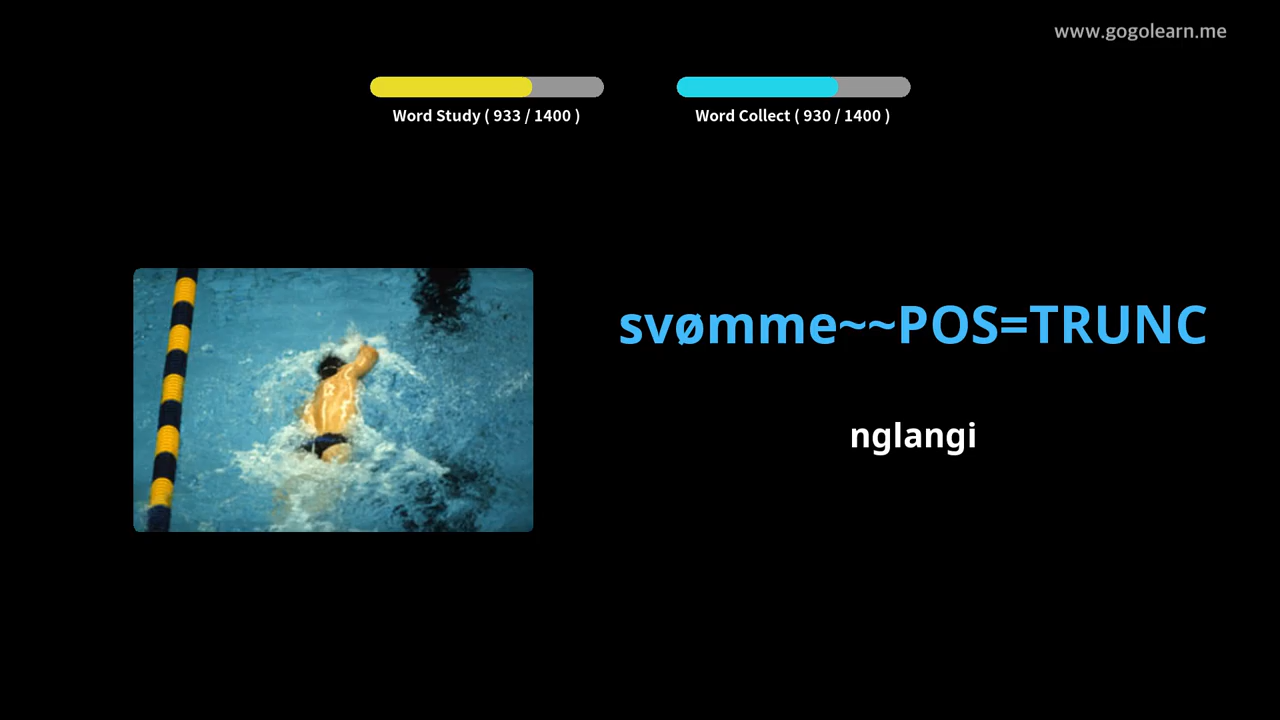 www.gogolearn.me
Word Study ( 933 / 1400 )
Word Collect ( 930 / 1400 )
svømme~~POS=TRUNC
nglangi